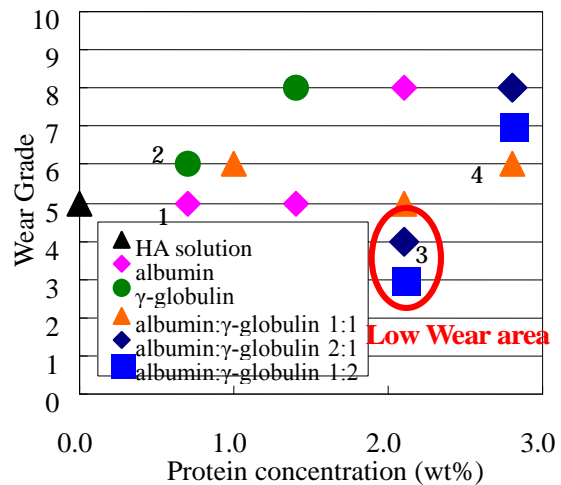 10
9
8
7
6
5
4
3
2
1
0
Wear Grade
2
1
4
3
HA solution
albumin
γ-globulin
albumin:γ-globulin 1:1
albumin:γ-globulin 2:1
albumin:γ-globulin 1:2
Low Wear area
0.0 1.0 2.0 3.0
Protein concentration (wt%)